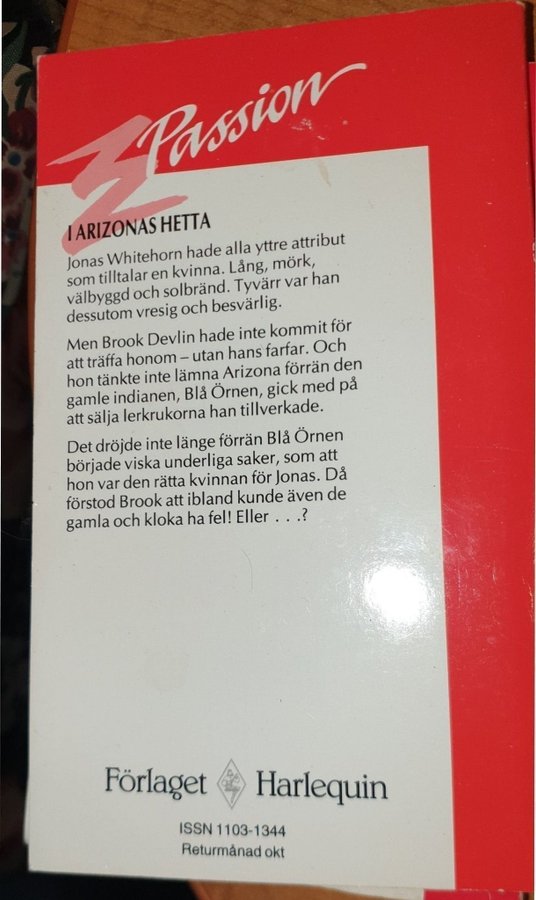 Passion
I ARIZONAS HETTA
Jonas Whitehorn hade alla yttre attribut
som tilltalar en kvinna. Lång, mörk,
välbyggd och solbränd. Tyvärr var han
dessutom vresig och besvärlig.
Men Brook Devlin hade inte kommit för
att träffa honom – utan hans farfar. Och
hon tänkte inte lämna Arizona förrän den
gamle indianen, Blå Örnen, gick med på
att sälja lerkrukorna han tillverkade.
Det dröjde inte länge förrän Blå Örnen
började viska underliga saker, som att
hon var den rätta kvinnan för Jonas. Då
förstod Brook att ibland kunde även de
gamla och kloka ha fel! Eller . . .?
Förlaget Harlequin
ISSN 1103-1344
Returmånad okt